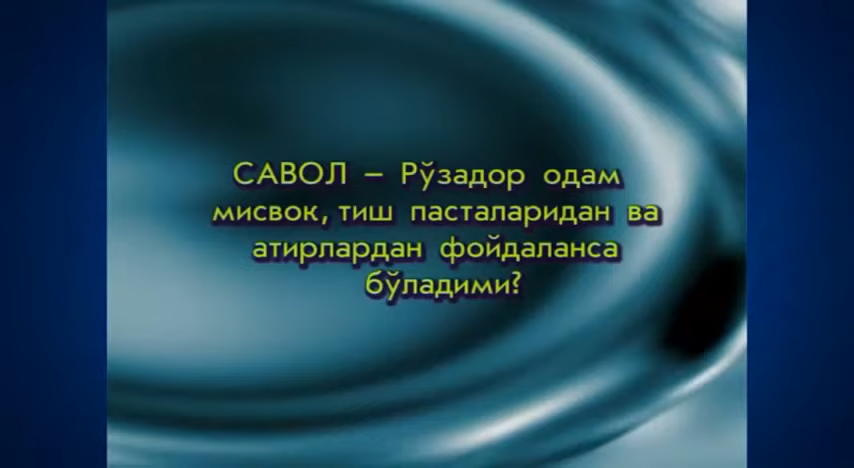 САВОЛ – Рўзадор одам
мисвок, тиш пасталаридан ва
атирлардан фойдаланса
бўладими?